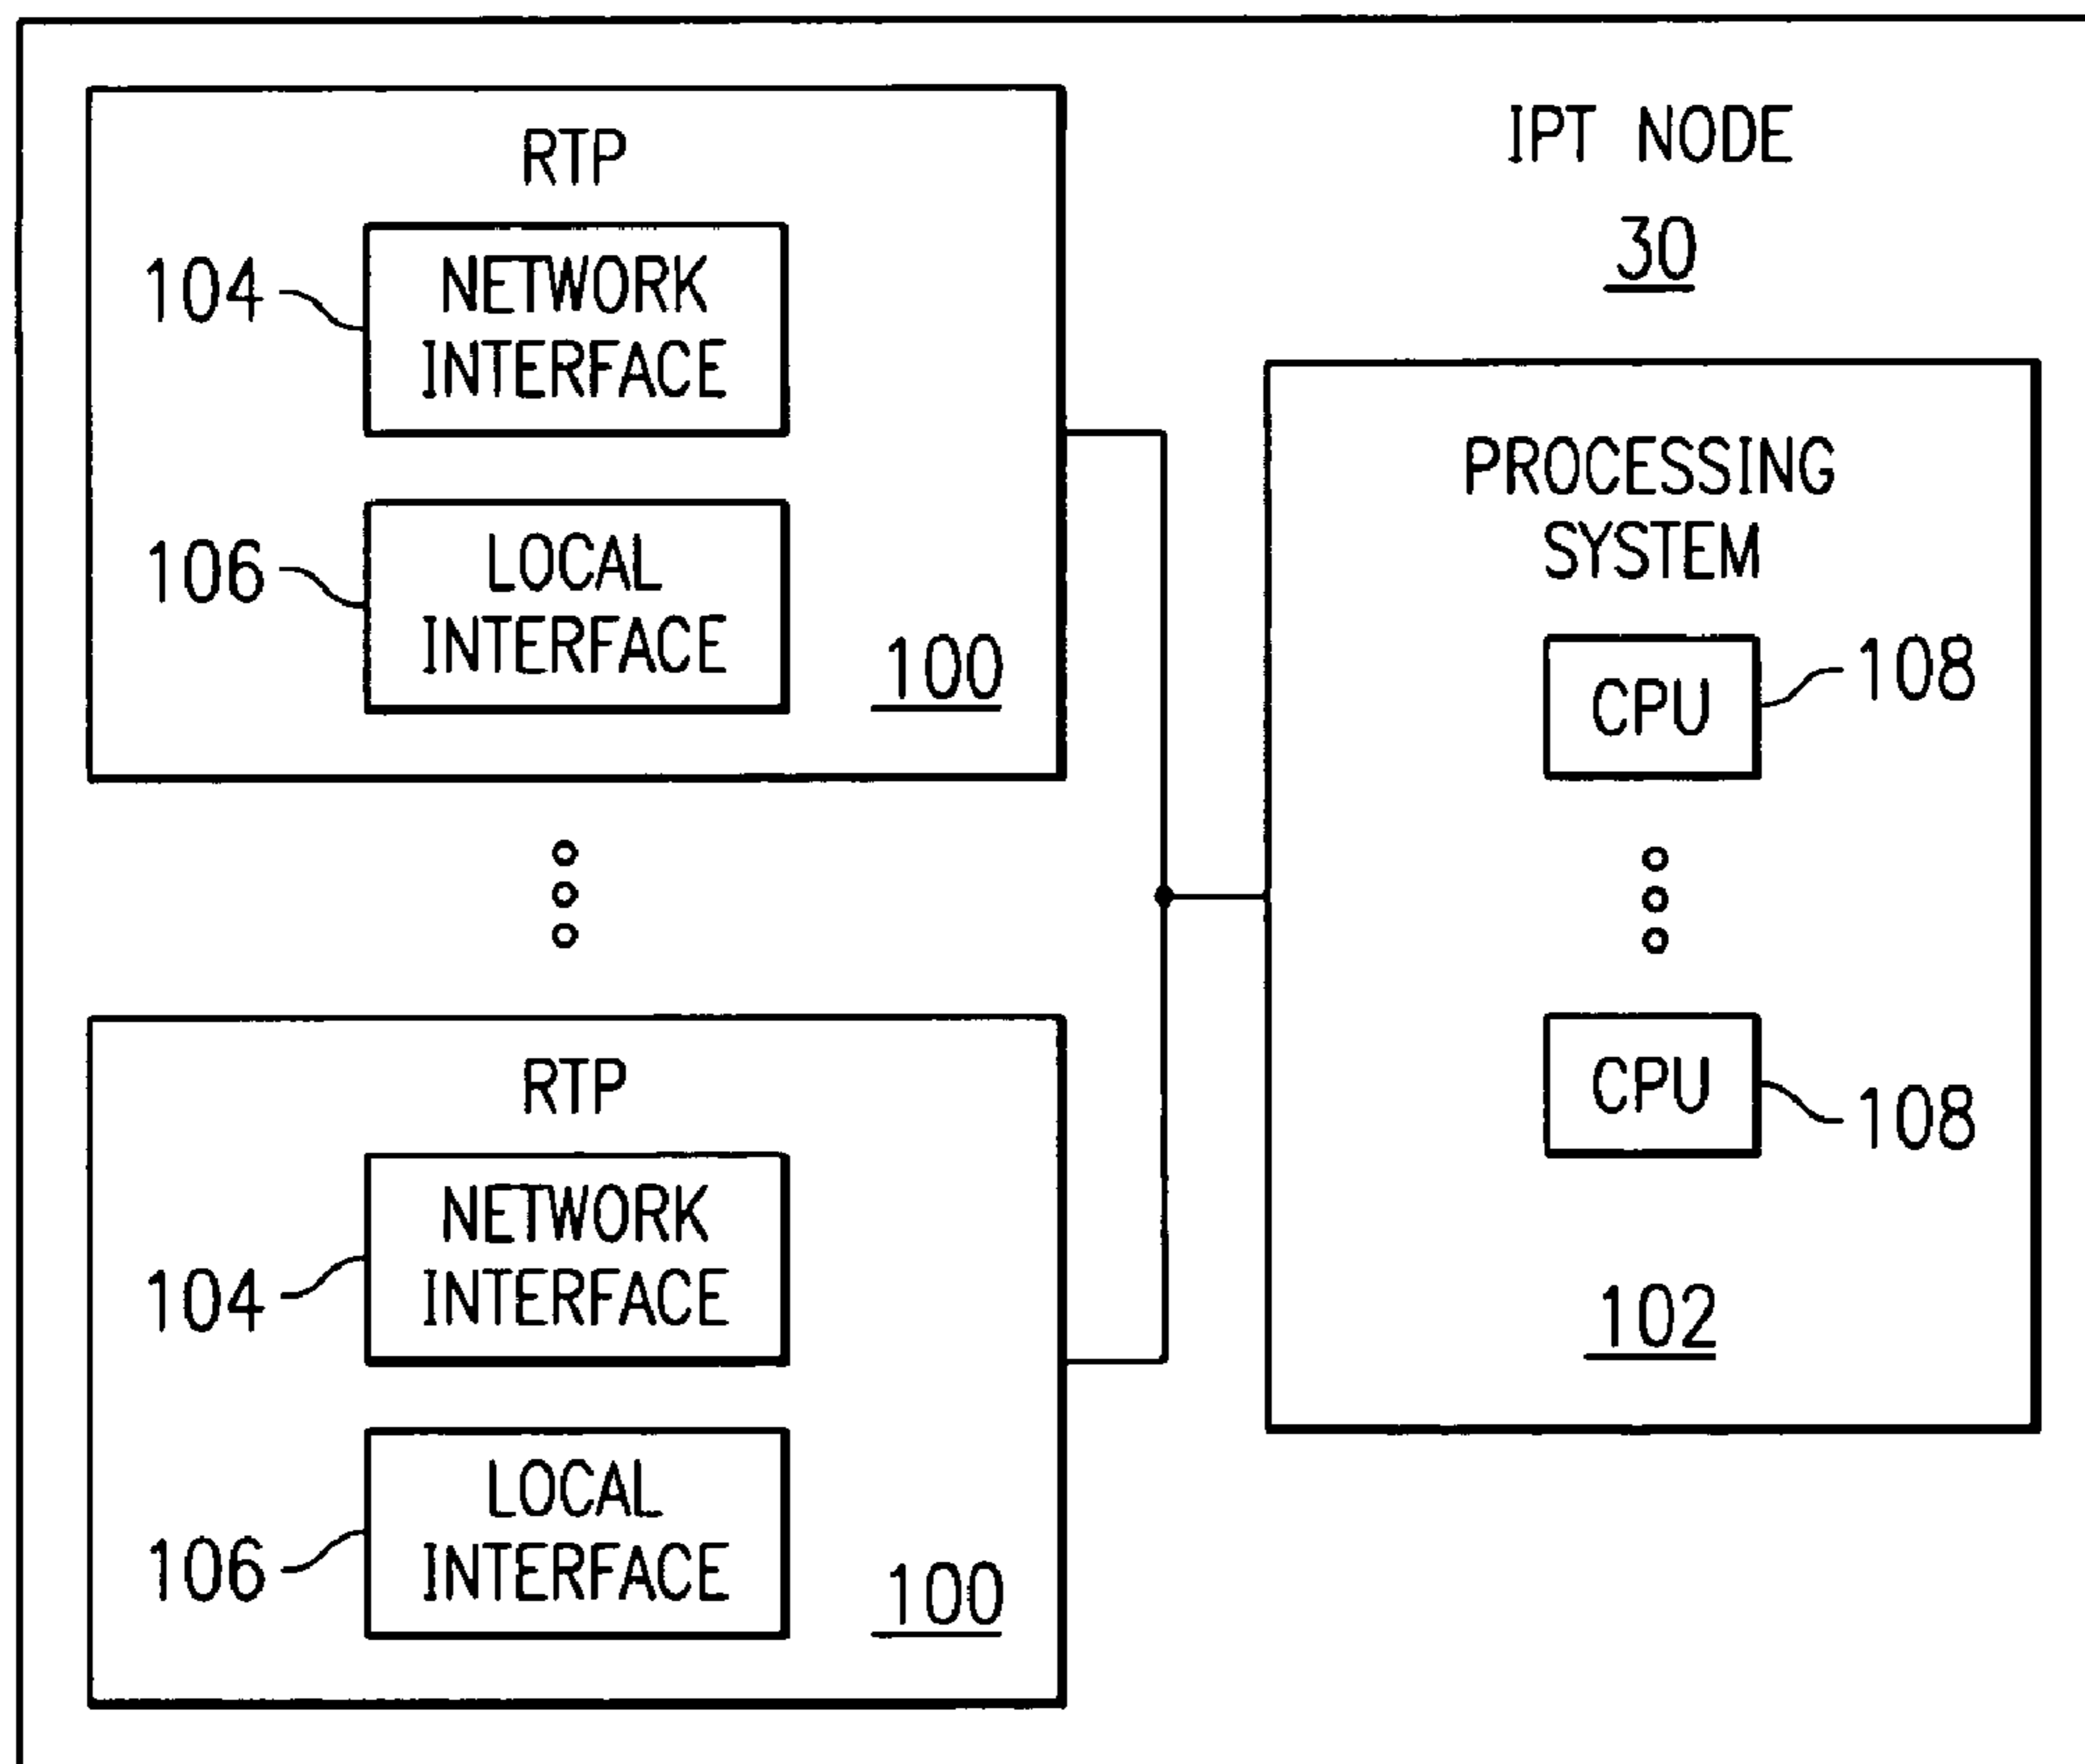 RTP
104
NETWORK
INTERFACE
106
LOCAL
INTERFACE
100
RTP
104
NETWORK
INTERFACE
106
LOCAL
INTERFACE
100
IPT NODE
30
PROCESSING
SYSTEM
CPU
108
CPU
108
102